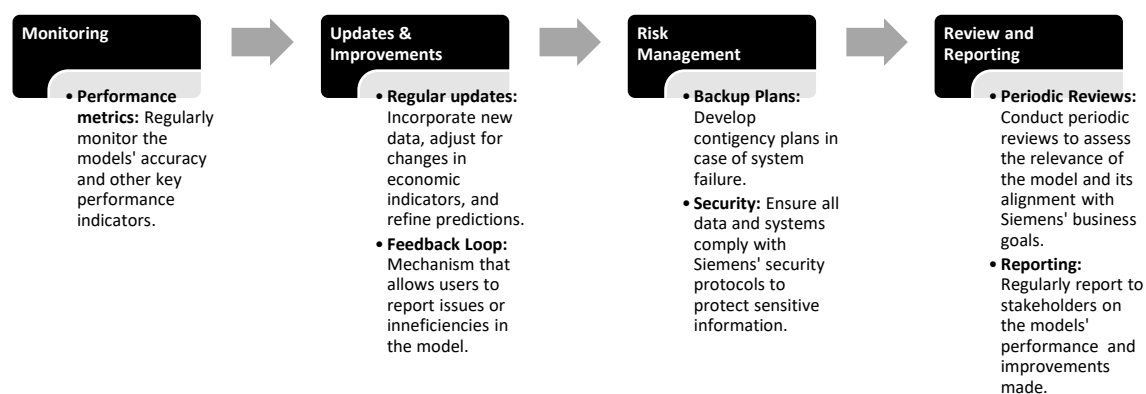 Monitoring
• Performance
metrics: Regularly
monitor the
models' accuracy
and other key
performance
indicators.
Updates &
Improvements
• Regular updates:
Incorporate new
data, adjust for
changes in
economic
indicators, and
refine predictions.
• Feedback Loop:
Mechanism that
allows users to
report issues or
inneficiencies in
the model.
Risk
Management
• Backup Plans:
Develop
contigency plans in
case of system
failure.
• Security: Ensure all
data and systems
comply with
Siemens' security
protocols to
protect sensitive
information.
Review and
Reporting
• Periodic Reviews:
Conduct periodic
reviews to assess
the relevance of
the model and its
alignment with
Siemens' business
goals.
• Reporting:
Regularly report to
stakeholders on
the models'
performance and
improvements
made.